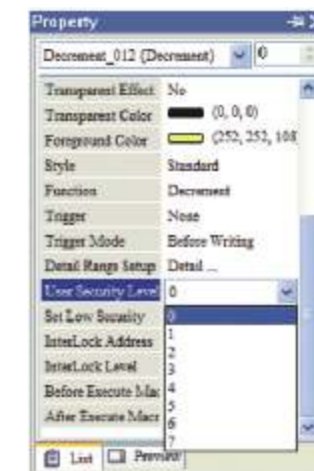 Property
Decrement_012 (Decrement) 0
Transparent Effect No
Transparent Color (0, 0, 0)
Foreground Color (252, 252, 108
Style Standard
Function Decrement
Trigger None
Trigger Mode Before Writing
Detail Range Setup Detail ...
User Security Level 0
Set Low Security 0
InterLock Address 1
2
InterLock Level 3
Before Execute Mac 4
5
After Execute Macr 6
7
List Preview